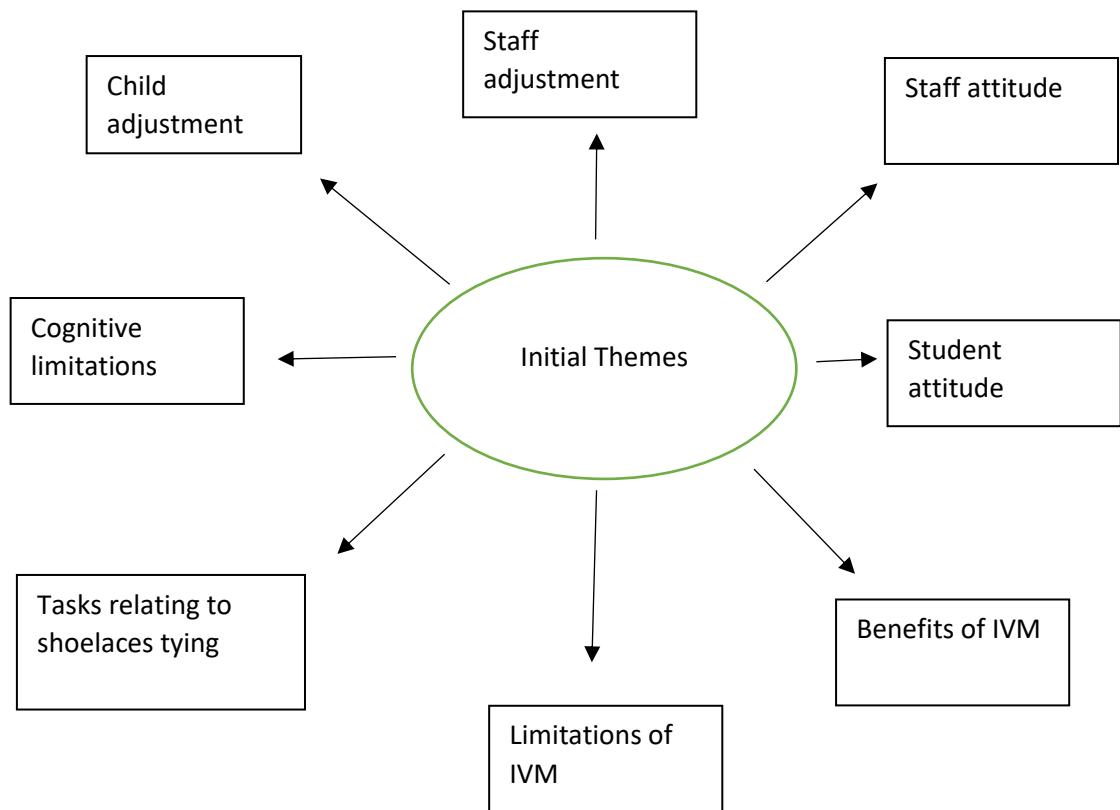 Staff
adjustment
Child
adjustment
Staff attitude
Cognitive
limitations
Initial Themes
Student
attitude
Tasks relating to
shoelaces tying
Benefits of IVM
Limitations of
IVM